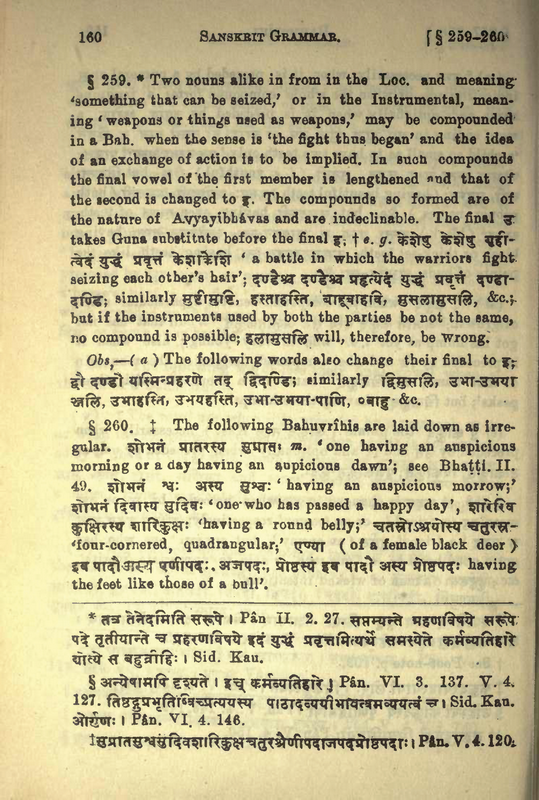 160 SANSKRIT GRAMMAR. [ § 259-260
§ 259. * Two nouns alike in from in the Loc. and meaning
‘something that can be seized,’ or in the Instrumental, mean-
ing ‘ weapons or things used as weapons,’ may be compounded
in a Bah. when the sense is ‘the fight thus began’ and the idea
of an exchange of action is to be implied. In such compounds
the final vowel of the first member is lengthened and that of
the second is changed to इ. The compounds so formed are of
the nature of Avyayibhávas and are indeclinable. The final उ
takes Guna substitute before the final इ; † e. g. केशेषु केशेषु गृही-
त्वेदं युद्धं प्रवृत्तं केशाकेशि ‘ a battle in which the warriors fight
seizing each other’s hair’; दण्डैश्च दण्डैश्च प्रहृत्येदं युद्धं प्रवृत्तं दण्डा-
दण्डि; similarly मुष्टीमुष्टि, हस्ताहस्ति, बाहूबाहवि, मुसलामुसलि, &c.;
but if the instruments used by both the parties be not the same,
no compound is possible; हलामुसलि will, therefore, be wrong.
Obs,—( a ) The following words also change their final to इ;
द्वौ दण्डौ यस्मिन्प्रहरणे तद् द्विदण्डि; similarly द्विमुसलि, उभा-उभया
ञ्जलि, उभाहस्ति, उभयहस्ति, उभा-उभया-पाणि, ०बाहु &c.
§ 260. ‡ The following Bahuvrîhis are laid down as irre-
gular. शोभनं प्रातरस्य सुप्रातः m. ‘one having an auspicious
morning or a day having an aupicious dawn’; see Bhaṭṭi. II.
49. शोभनं श्वः अस्य सुश्वः ‘ having an auspicious morrow;’
शोभनं दिवास्य सुदिवः ‘one who has passed a happy day’, शारेरिव
कुक्षिरस्य शारिकुक्षः ‘having a round belly;’ चतस्रोऽश्रयोस्य चतुरस्र-
‘four-cornered, quadrangular;’ एण्या ( of a female black deer )
इव पादौ अस्य एणीपदः, अजपदः, प्रोष्ठस्य इव पादौ अस्य प्रोष्ठपदः having
the feet like those of a bull’.
* तत्र तेनेदमिति सरूपे । Pân II. 2. 27. सप्तम्यन्ते ग्रहणविषये सरूपे
पदे तृतीयान्ते च प्रहरणविषये इदं युद्धं प्रवृत्तमित्यर्थे समस्येते कर्मव्यतिहारे
द्योत्ये स बहुव्रीहिः । Sid. Kau.
§ अन्येषामपि दृश्यते । इच् कर्मव्यतिहारे । Pân. VI. 3. 137. V. 4.
127. तिष्ठद्गुप्रभृतिष्विच्प्रत्ययस्य पाठादव्ययीभावत्वमव्ययत्वं च । Sid. Kau.
ओर्गुणः । Pân. VI. 4. 146.
‡सुप्रातसुश्वसुदिवशारिकुक्षचतुरश्रैणीपदाजपदप्रोष्ठपदाः । Pân. V. 4. 120.